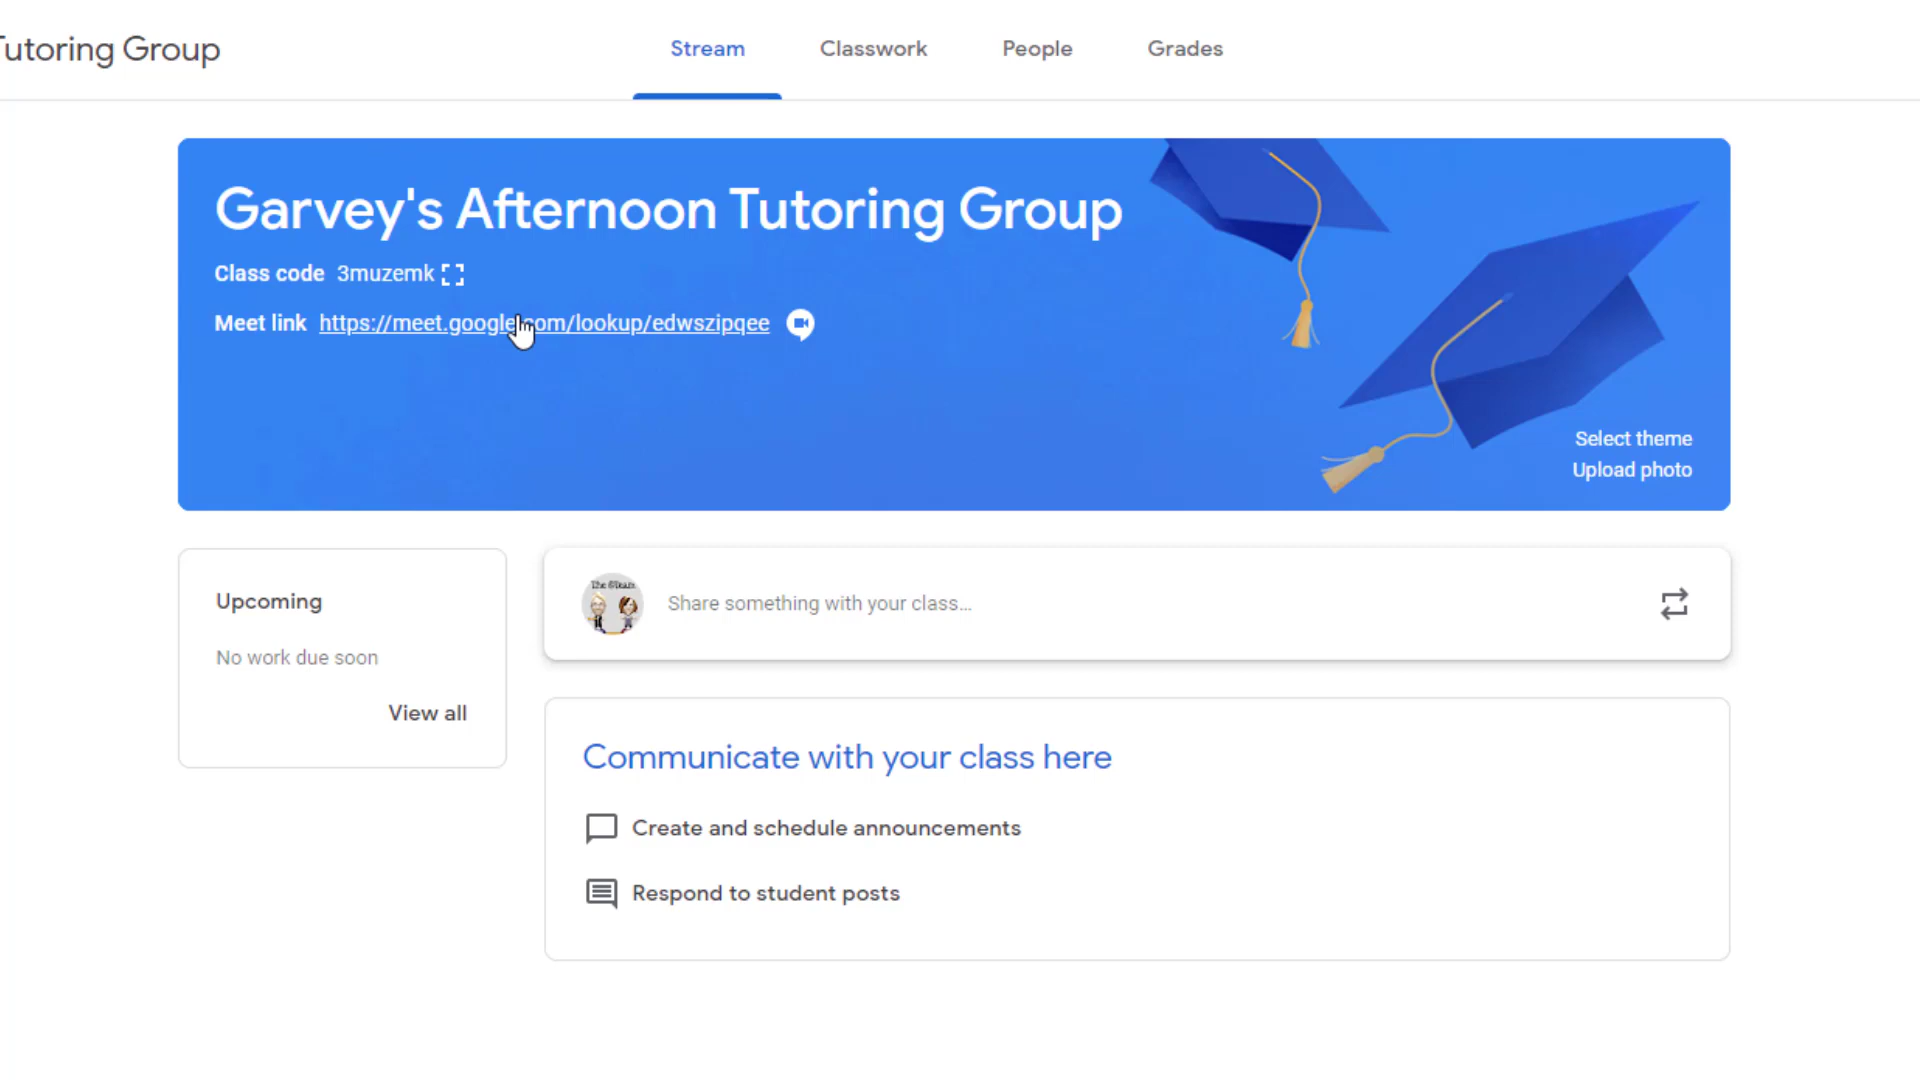 Tutoring Group
Stream
Classwork
People
Grades
Garvey's Afternoon Tutoring Group
Class code 3muzemk
Meet link https://meet.google.com/lookup/edwszipqee
Select theme
Upload photo
Upcoming
No work due soon
View all
The eTeam
Share something with your class...
Communicate with your class here
Create and schedule announcements
Respond to student posts